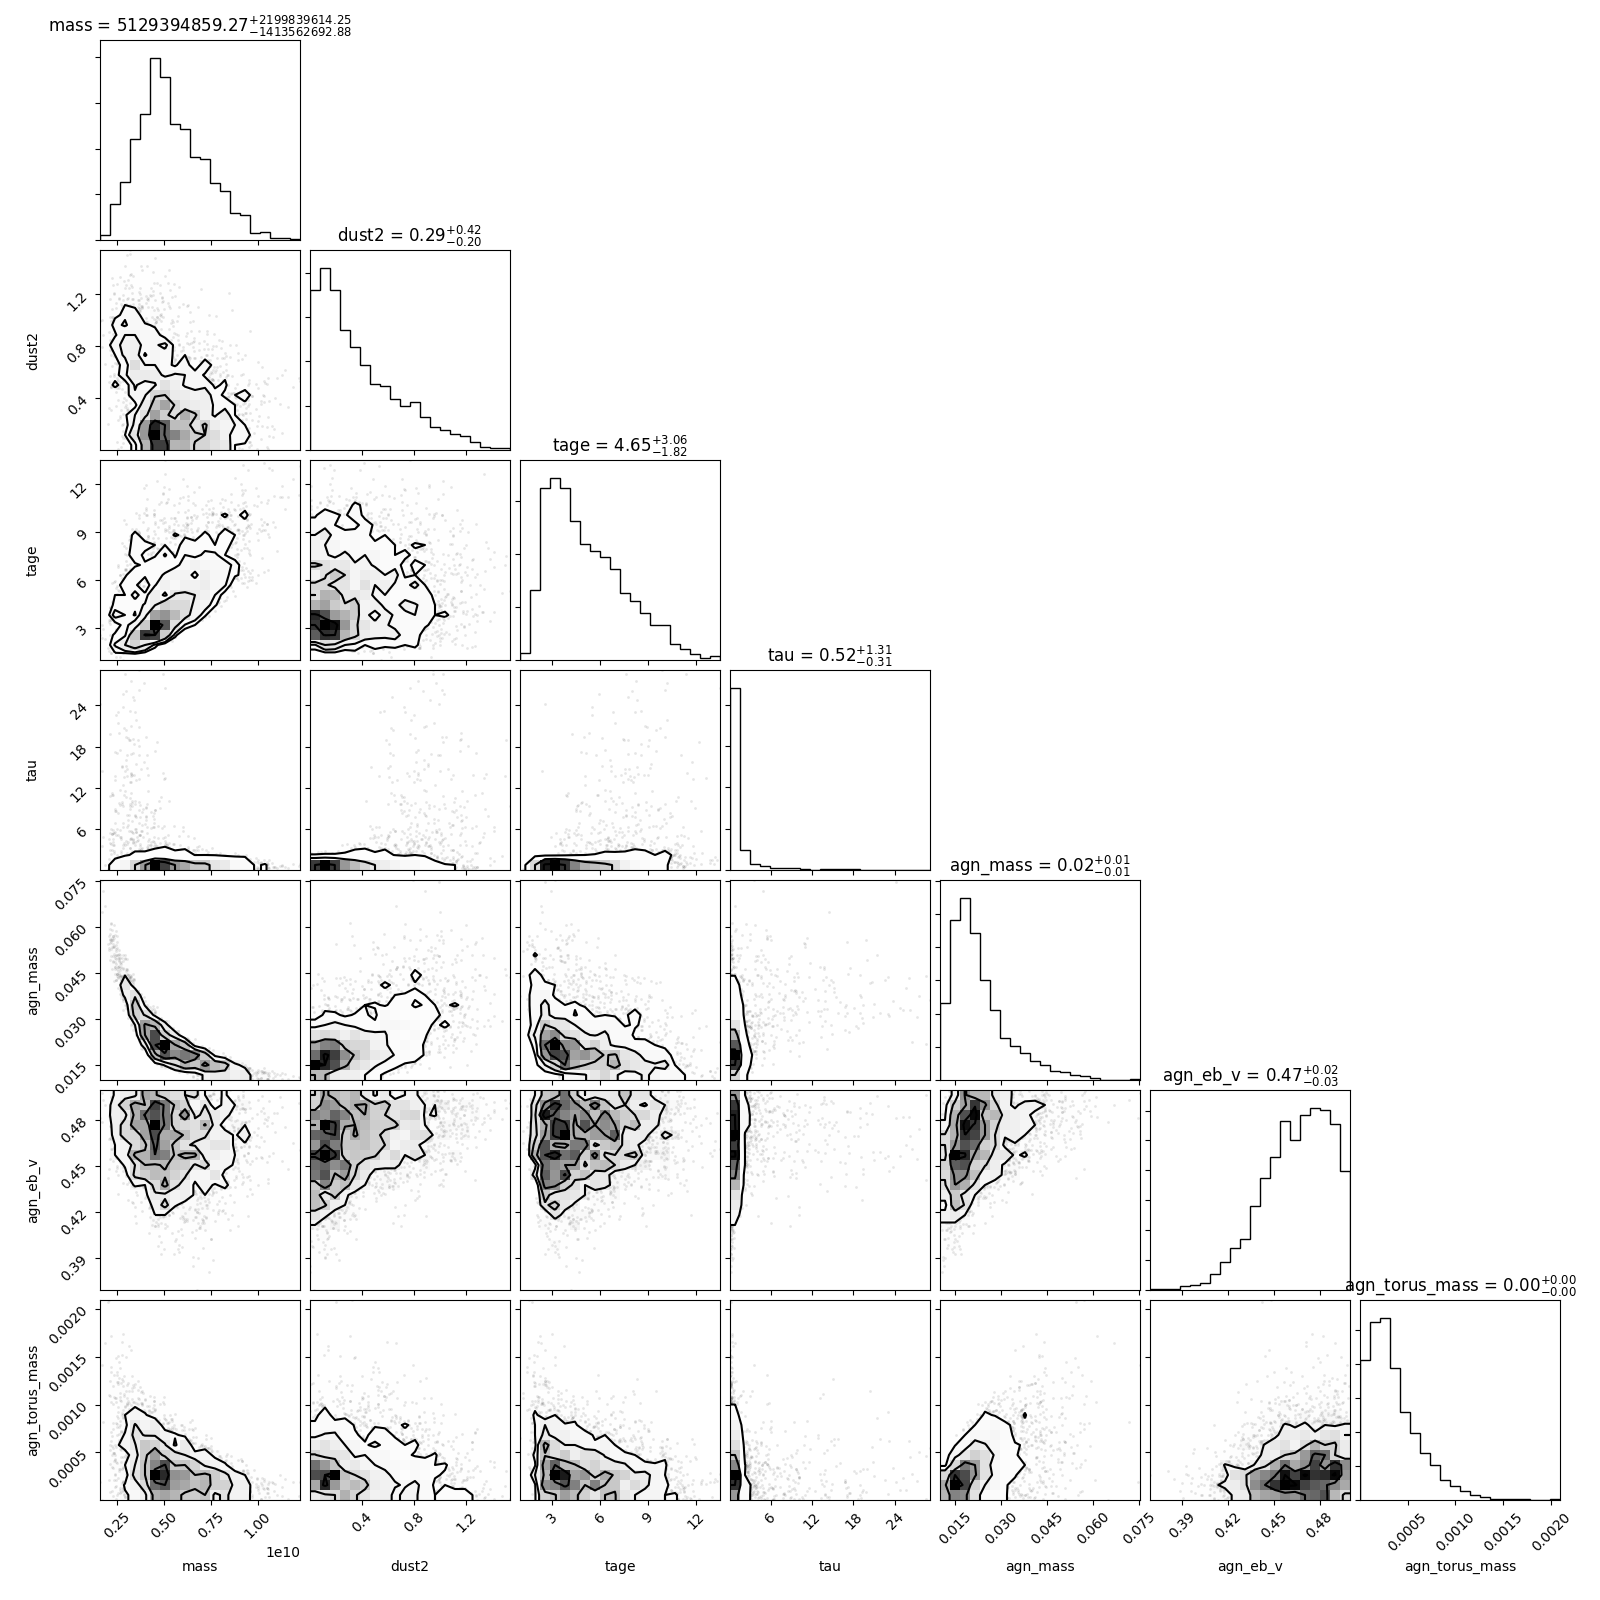 mass = 5129394859.27+2199839614.25−1413562692.88
dust2 = 0.29+0.42−0.20
dust2
1.2
0.8
0.4
tage = 4.65+3.06−1.82
tage
12
9
6
3
tau = 0.52+1.31−0.31
tau
24
18
12
6
agn_mass = 0.02+0.01−0.01
agn_mass
0.075
0.060
0.045
0.030
0.015
agn_eb_v = 0.47+0.02−0.03
agn_eb_v
0.48
0.45
0.42
0.39
agn_torus_mass = 0.00+0.00−0.00
agn_torus_mass
0.0020
0.0015
0.0010
0.0005
0.25 0.50 0.75 1.00 0.4 0.8 1.2 3 6 9 12 6 12 18 24 0.015 0.030 0.045 0.060 0.075 0.39 0.42 0.45 0.48 0.0005 0.0010 0.0015 0.0020
1e10
mass dust2 tage tau agn_mass agn_eb_v agn_torus_mass